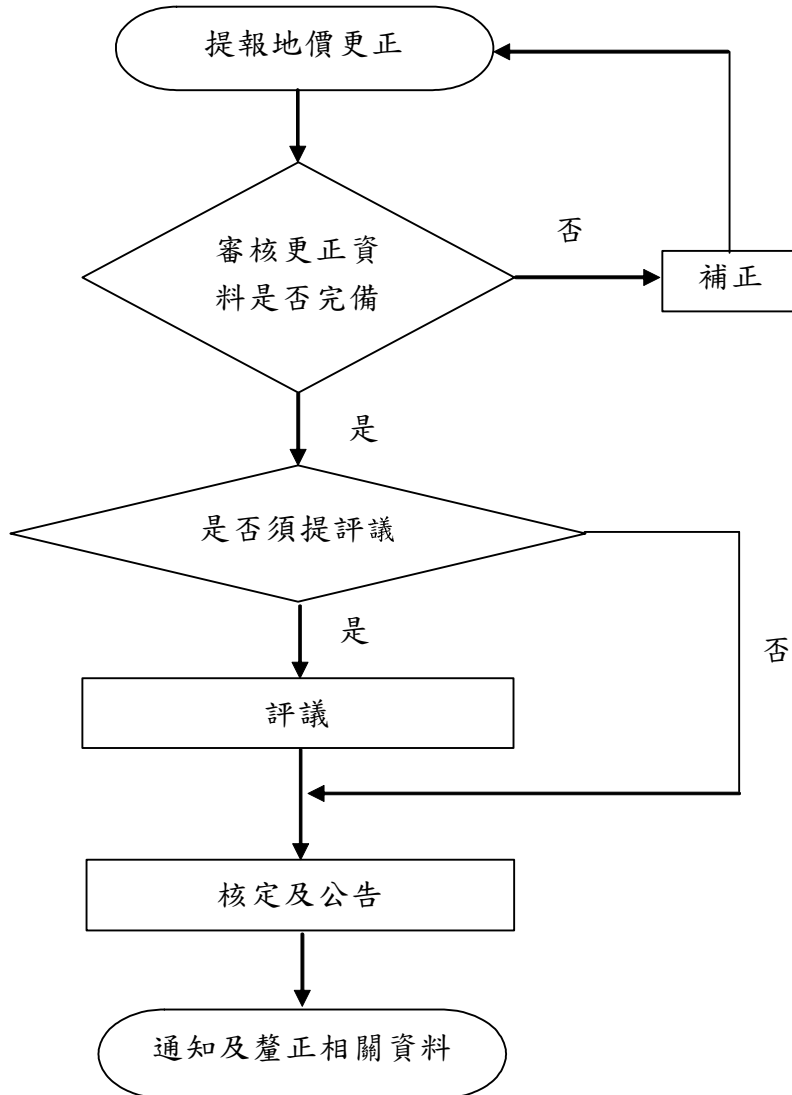 提報地價更正
審核更正資
料是否完備
否
補正
是
是否須提評議
是
否
評議
核定及公告
通知及釐正相關資料